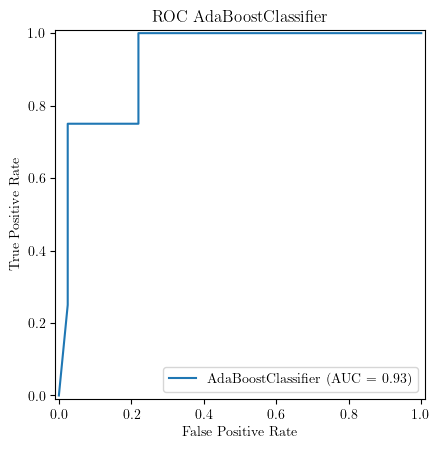 ROC AdaBoostClassifier
True Positive Rate
1.0
0.8
0.6
0.4
0.2
0.0
AdaBoostClassifier (AUC = 0.93)
0.0 0.2 0.4 0.6 0.8 1.0
False Positive Rate